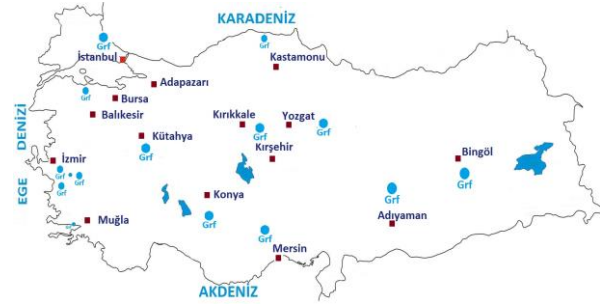 KARADENİZ
Grf
Grf
İstanbul
Kastamonu
Adapazarı
Grf
Bursa
Balıkesir
Kırıkkale
Yozgat
Grf
Grf
Kütahya
Grf
Kırşehir
EGE DENİZİ
İzmir
Bingöl
Grf
Grf
Grf
Grf
Grf
Konya
Grf
Muğla
Grf
Adıyaman
Mersin
AKDENİZ